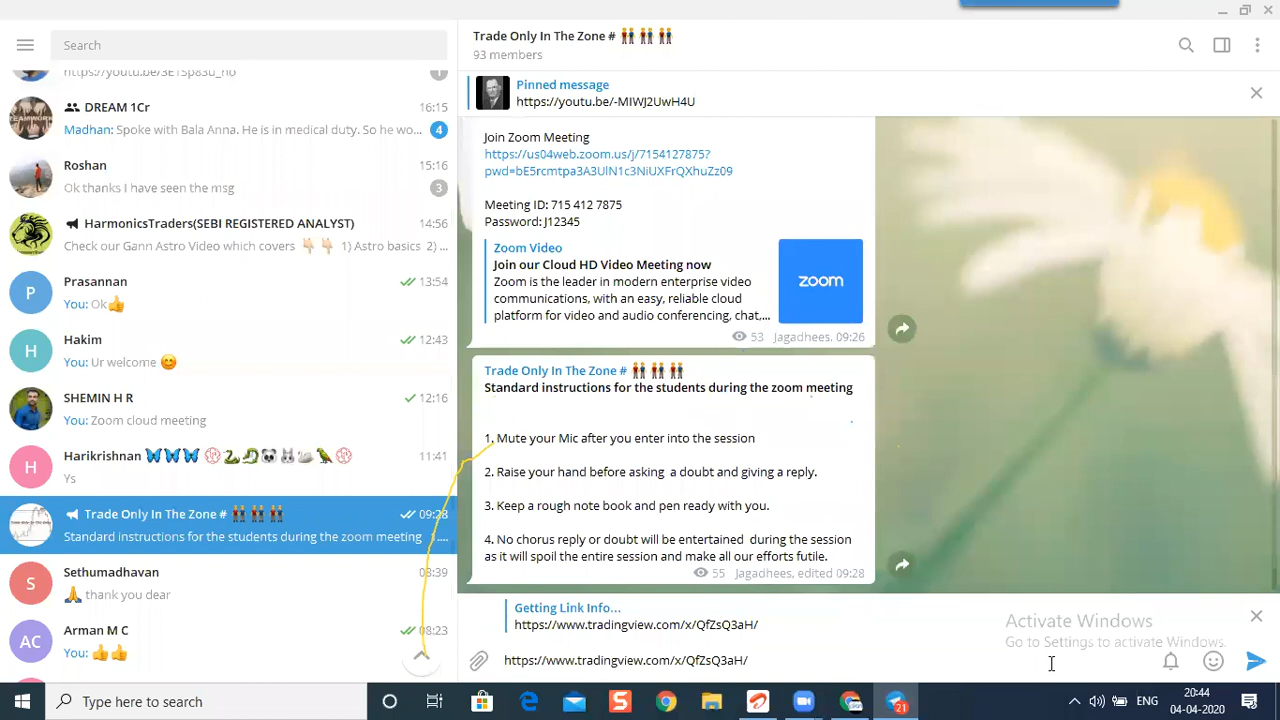 Search
https://youtu.be/3E1Spa3u_no
1
DREAM 1Cr
16:15
Madhan: Spoke with Bala Anna. He is in medical duty. So he wo...
4
Roshan
15:16
Ok thanks I have seen the msg
3
HarmonicsTraders(SEBI REGISTERED ANALYST)
14:56
Check our Gann Astro Video which covers 👇🏻 👇🏻 1) Astro basics 2) ...
P
Prasannan
13:54
You: Ok👍
H
Hakim
12:43
You: Ur welcome 😊
SHEMIN H R
12:16
You: Zoom cloud meeting
H
Harikrishnan
11:41
Ys
Trade Only In The Zone #
09:28
Standard instructions for the students during the zoom meeting 1....
S
Sethumadhavan
08:39
🙏 thank you dear
AC
Arman M C
08:23
You: 👍👍
Trade Only In The Zone #
93 members
Pinned message
https://youtu.be/-MIWJ2UwH4U
Join Zoom Meeting
https://us04web.zoom.us/j/7154127875?
pwd=bE5rcmtpa3A3UlN1c3NiUXFrQXhuZz09
Meeting ID: 715 412 7875
Password: J12345
Zoom Video
Join our Cloud HD Video Meeting now
Zoom is the leader in modern enterprise video
communications, with an easy, reliable cloud
platform for video and audio conferencing, chat,...
zoom
53 Jagadhees. 09:26
Trade Only In The Zone #
Standard instructions for the students during the zoom meeting
1. Mute your Mic after you enter into the session
2. Raise your hand before asking a doubt and giving a reply.
3. Keep a rough note book and pen ready with you.
4. No chorus reply or doubt will be entertained during the session
as it will spoil the entire session and make all our efforts futile.
55 Jagadhees, edited 09:28
Getting Link Info...
https://www.tradingview.com/x/QfZsQ3aH/
https://www.tradingview.com/x/QfZsQ3aH/
Activate Windows
Go to Settings to activate Windows.
Type here to search
21
ENG
20:44
04-04-2020